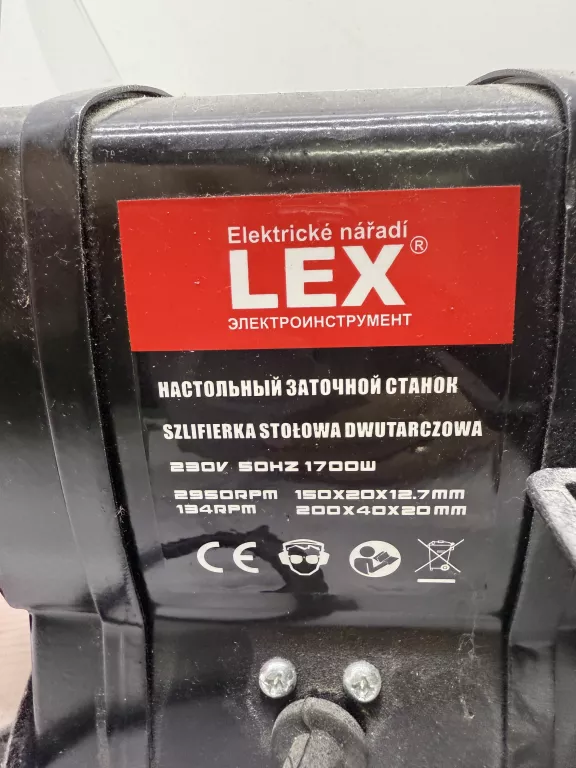 Elektrické nářadí
LEX®
ЭЛЕКТРОИНСТРУМЕНТ
НАСТОЛЬНЫЙ ЗАТОЧНОЙ СТАНОК
SZLIFIERKA STOŁOWA DWUTARCZOWA
230V 50HZ 1700W
2950RPM 150X20X12.7MM
134RPM 200X40X20MM
CE